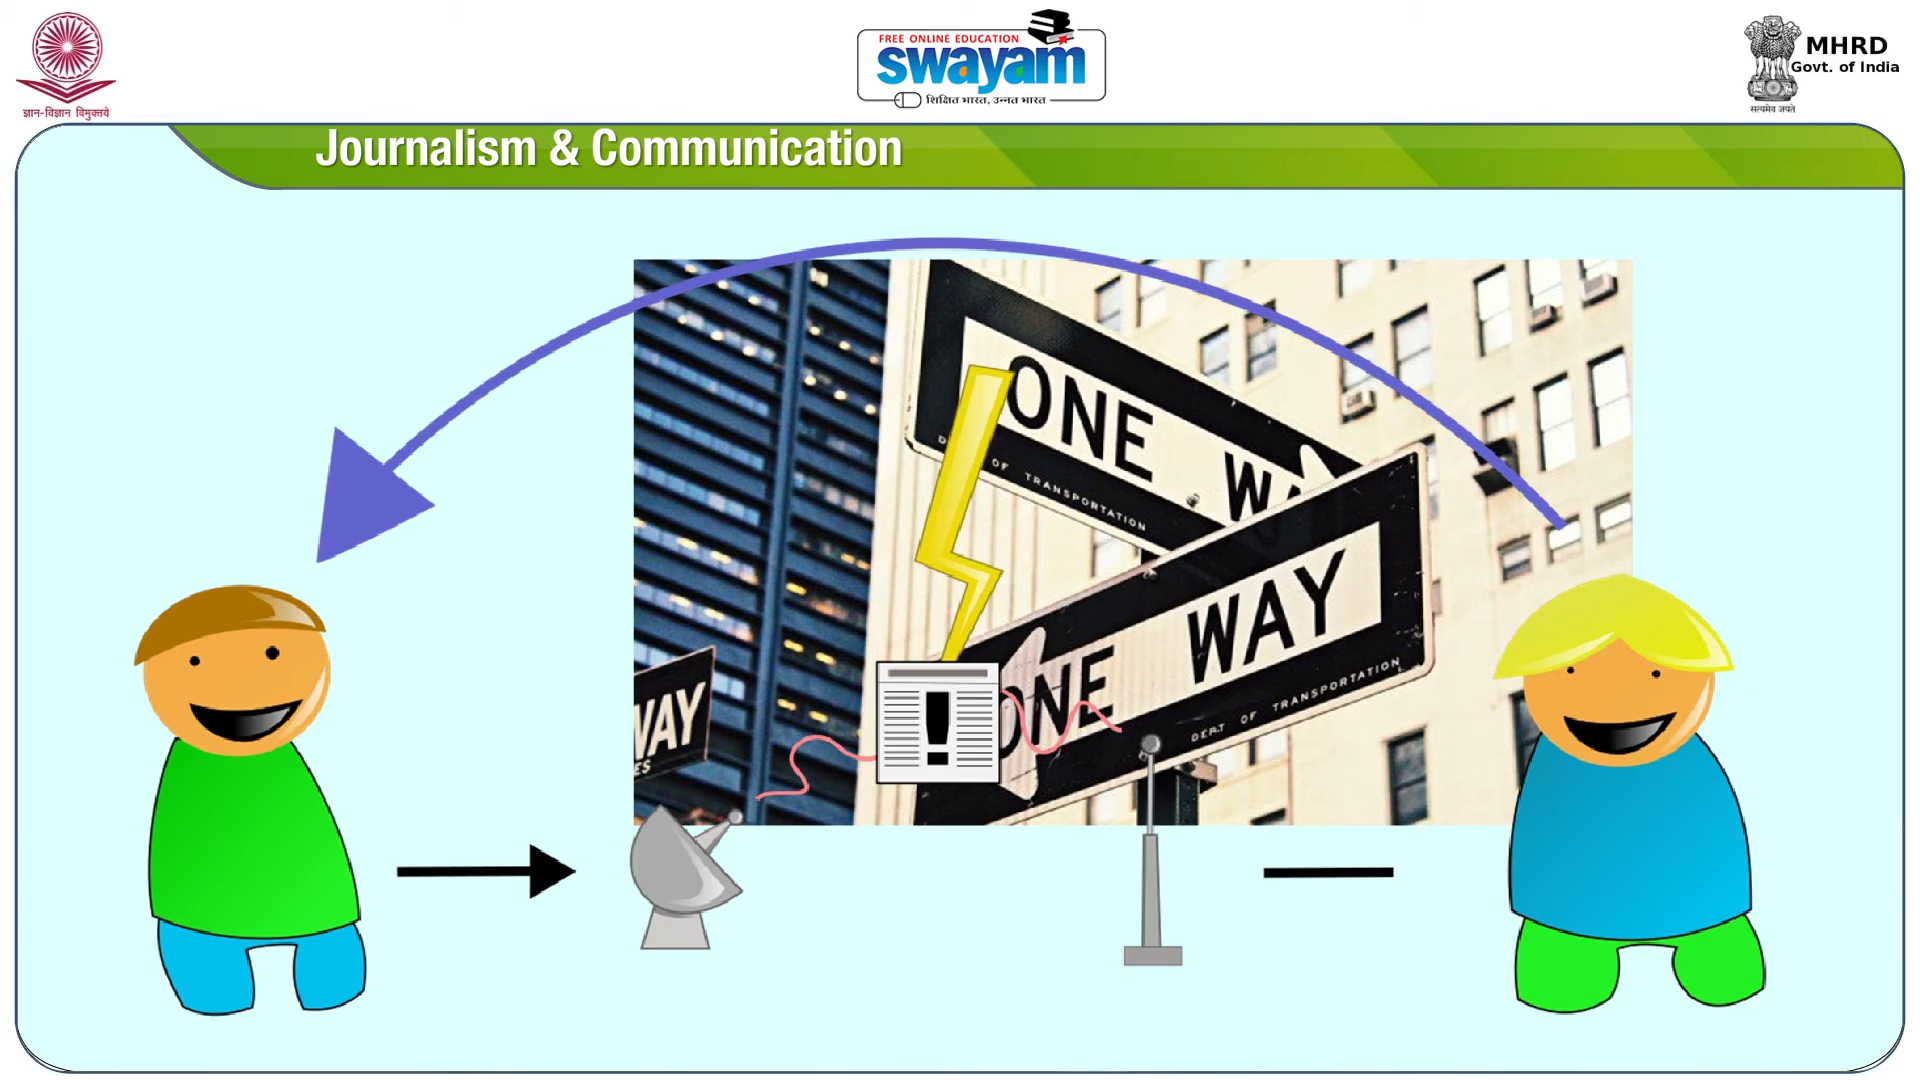 ज्ञान-विज्ञान विमुक्तये
FREE ONLINE EDUCATION
swayam
शिक्षित भारत, उन्नत भारत
MHRD
Govt. of India
सत्यमेव जयते
Journalism & Communication
ONE
OF TRANSPORTATION
ONE WAY
DEPT OF TRANSPORTATION
WAY
!